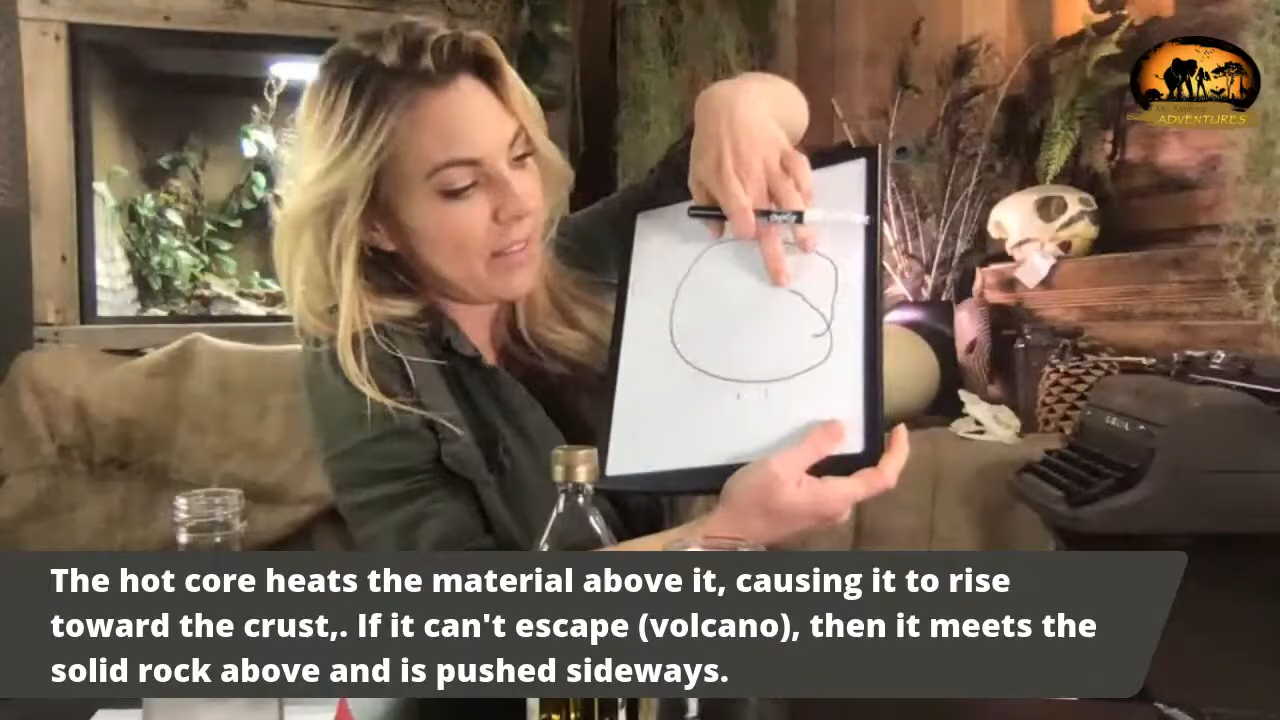 ADVENTURES
The hot core heats the material above it, causing it to rise
toward the crust,. If it can't escape (volcano), then it meets the
solid rock above and is pushed sideways.